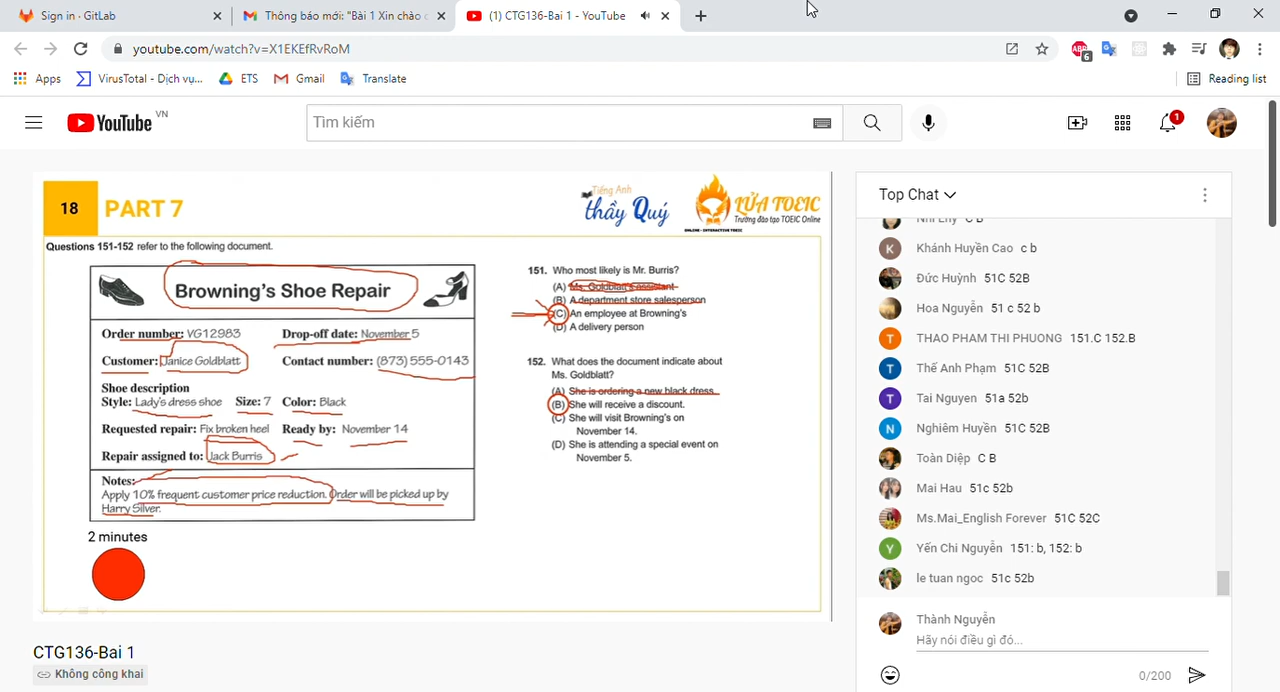 Sign in · GitLab
Thông báo mới: "Bài 1 Xin chào c
(1) CTG136-Bai 1 - YouTube
youtube.com/watch?v=X1EKEfRvRoM
ABP
6
Apps
VirusTotal - Dịch vụ...
ETS
Gmail
Translate
Reading list
YouTube VN
Tìm kiếm
1
18
PART 7
Tiếng Anh
thầy Quý
LỬA TOEIC
Trường đào tạo TOEIC Online
ONLINE - INTERACTIVE TOEIC
Questions 151-152 refer to the following document.
Browning's Shoe Repair
Order number: VG12983
Drop-off date: November 5
Customer: Janice Goldblatt
Contact number: (873) 555-0143
Shoe description
Style: Lady's dress shoe
Size: 7
Color: Black
Requested repair: Fix broken heel
Ready by: November 14
Repair assigned to: Jack Burris
Notes:
Apply 10% frequent customer price reduction. Order will be picked up by
Harry Silver.
2 minutes
151. Who most likely is Mr. Burris?
(A) Ms. Goldblatt's assistant
(B) A department store salesperson
(C) An employee at Browning's
(D) A delivery person
152. What does the document indicate about
Ms. Goldblatt?
(A) She is ordering a new black dress.
(B) She will receive a discount.
(C) She will visit Browning's on
November 14.
(D) She is attending a special event on
November 5.
CTG136-Bai 1
Không công khai
Top Chat
C B
K
Khánh Huyền Cao c b
Đức Huỳnh 51C 52B
Hoa Nguyễn 51 c 52 b
T
THAO PHAM THI PHUONG 151.C 152.B
T
Thế Anh Phạm 51C 52B
T
Tai Nguyen 51a 52b
N
Nghiêm Huyền 51C 52B
Toàn Diệp C B
Mai Hau 51c 52b
Ms.Mai_English Forever 51C 52C
Y
Yến Chi Nguyễn 151: b, 152: b
le tuan ngoc 51c 52b
Thành Nguyễn
Hãy nói điều gì đó...
0/200